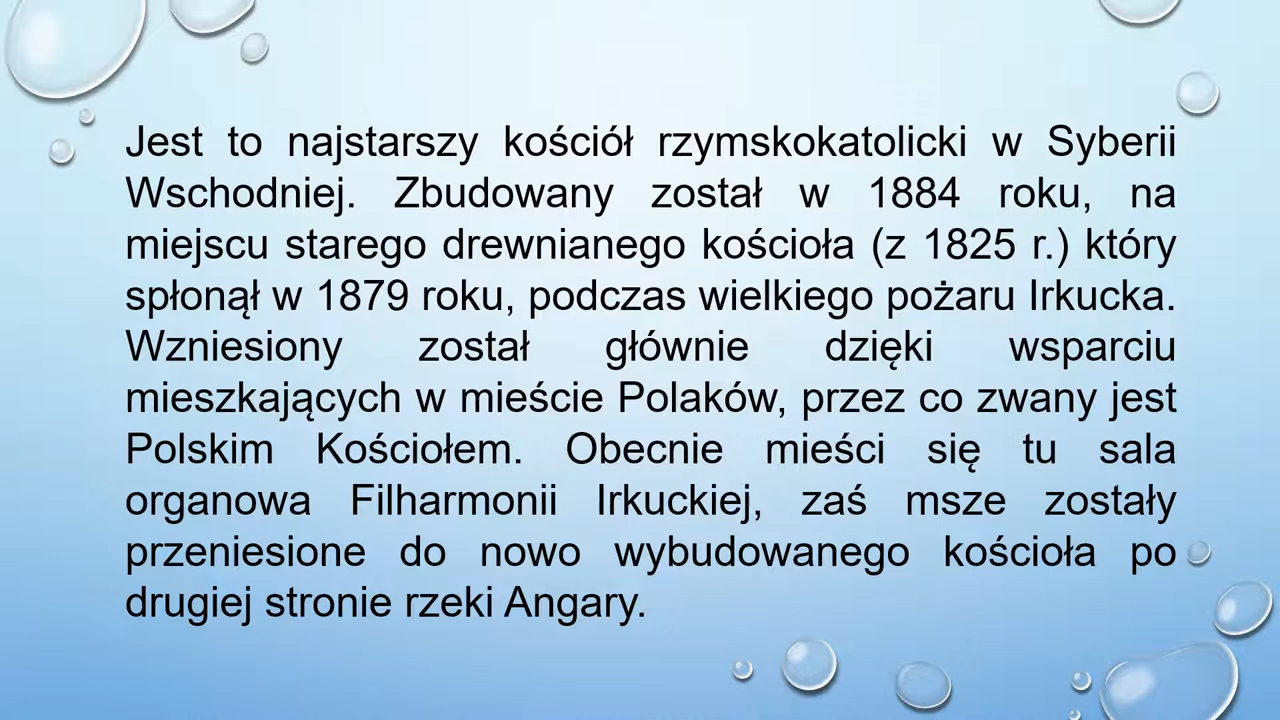 Jest to najstarszy kościół rzymskokatolicki w Syberii
Wschodniej. Zbudowany został w 1884 roku, na
miejscu starego drewnianego kościoła (z 1825 r.) który
spłonął w 1879 roku, podczas wielkiego pożaru Irkucka.
Wzniesiony został głównie dzięki wsparciu
mieszkających w mieście Polaków, przez co zwany jest
Polskim Kościołem. Obecnie mieści się tu sala
organowa Filharmonii Irkuckiej, zaś msze zostały
przeniesione do nowo wybudowanego kościoła po
drugiej stronie rzeki Angary.